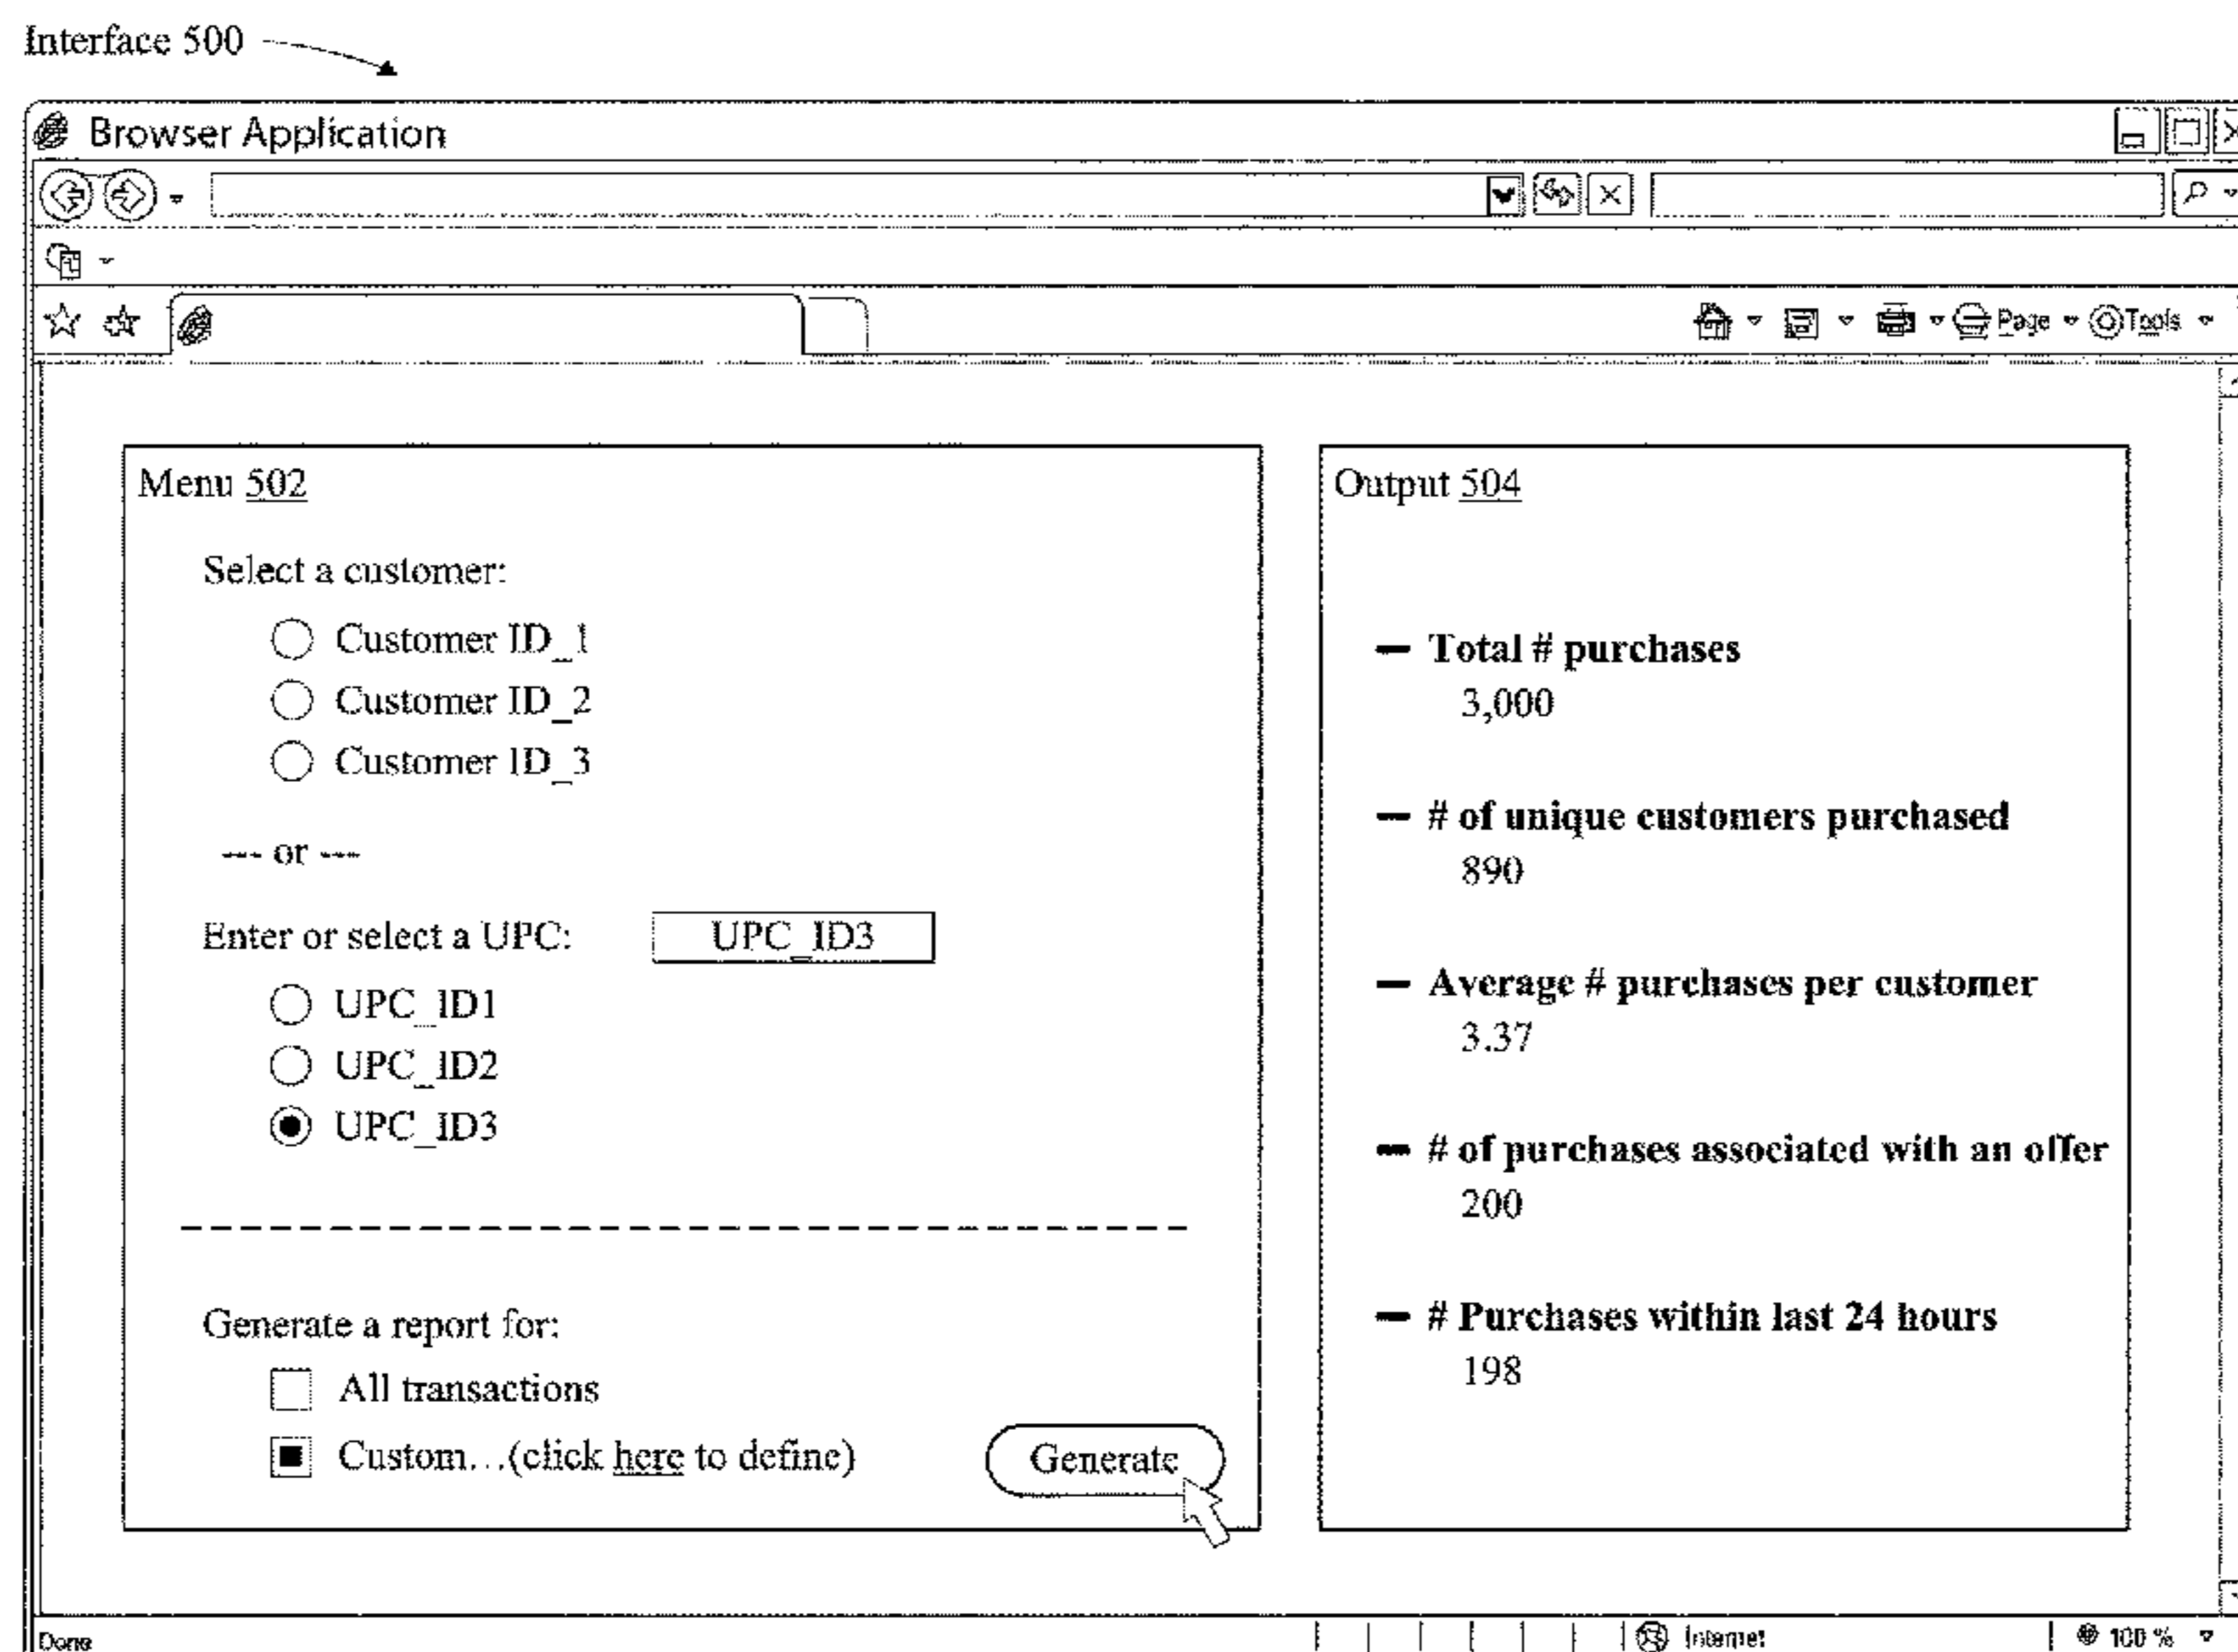 Interface 500
Browser Application
Page Tools
Menu 502
Select a customer:
Customer ID_1
Customer ID_2
Customer ID_3
--- or ---
Enter or select a UPC: UPC_ID3
UPC_ID1
UPC_ID2
UPC_ID3
Generate a report for:
All transactions
Custom...(click here to define)
Generate
Output 504
— Total # purchases
3,000
— # of unique customers purchased
890
— Average # purchases per customer
3.37
— # of purchases associated with an offer
200
— # Purchases within last 24 hours
198
Done Internet 100 %